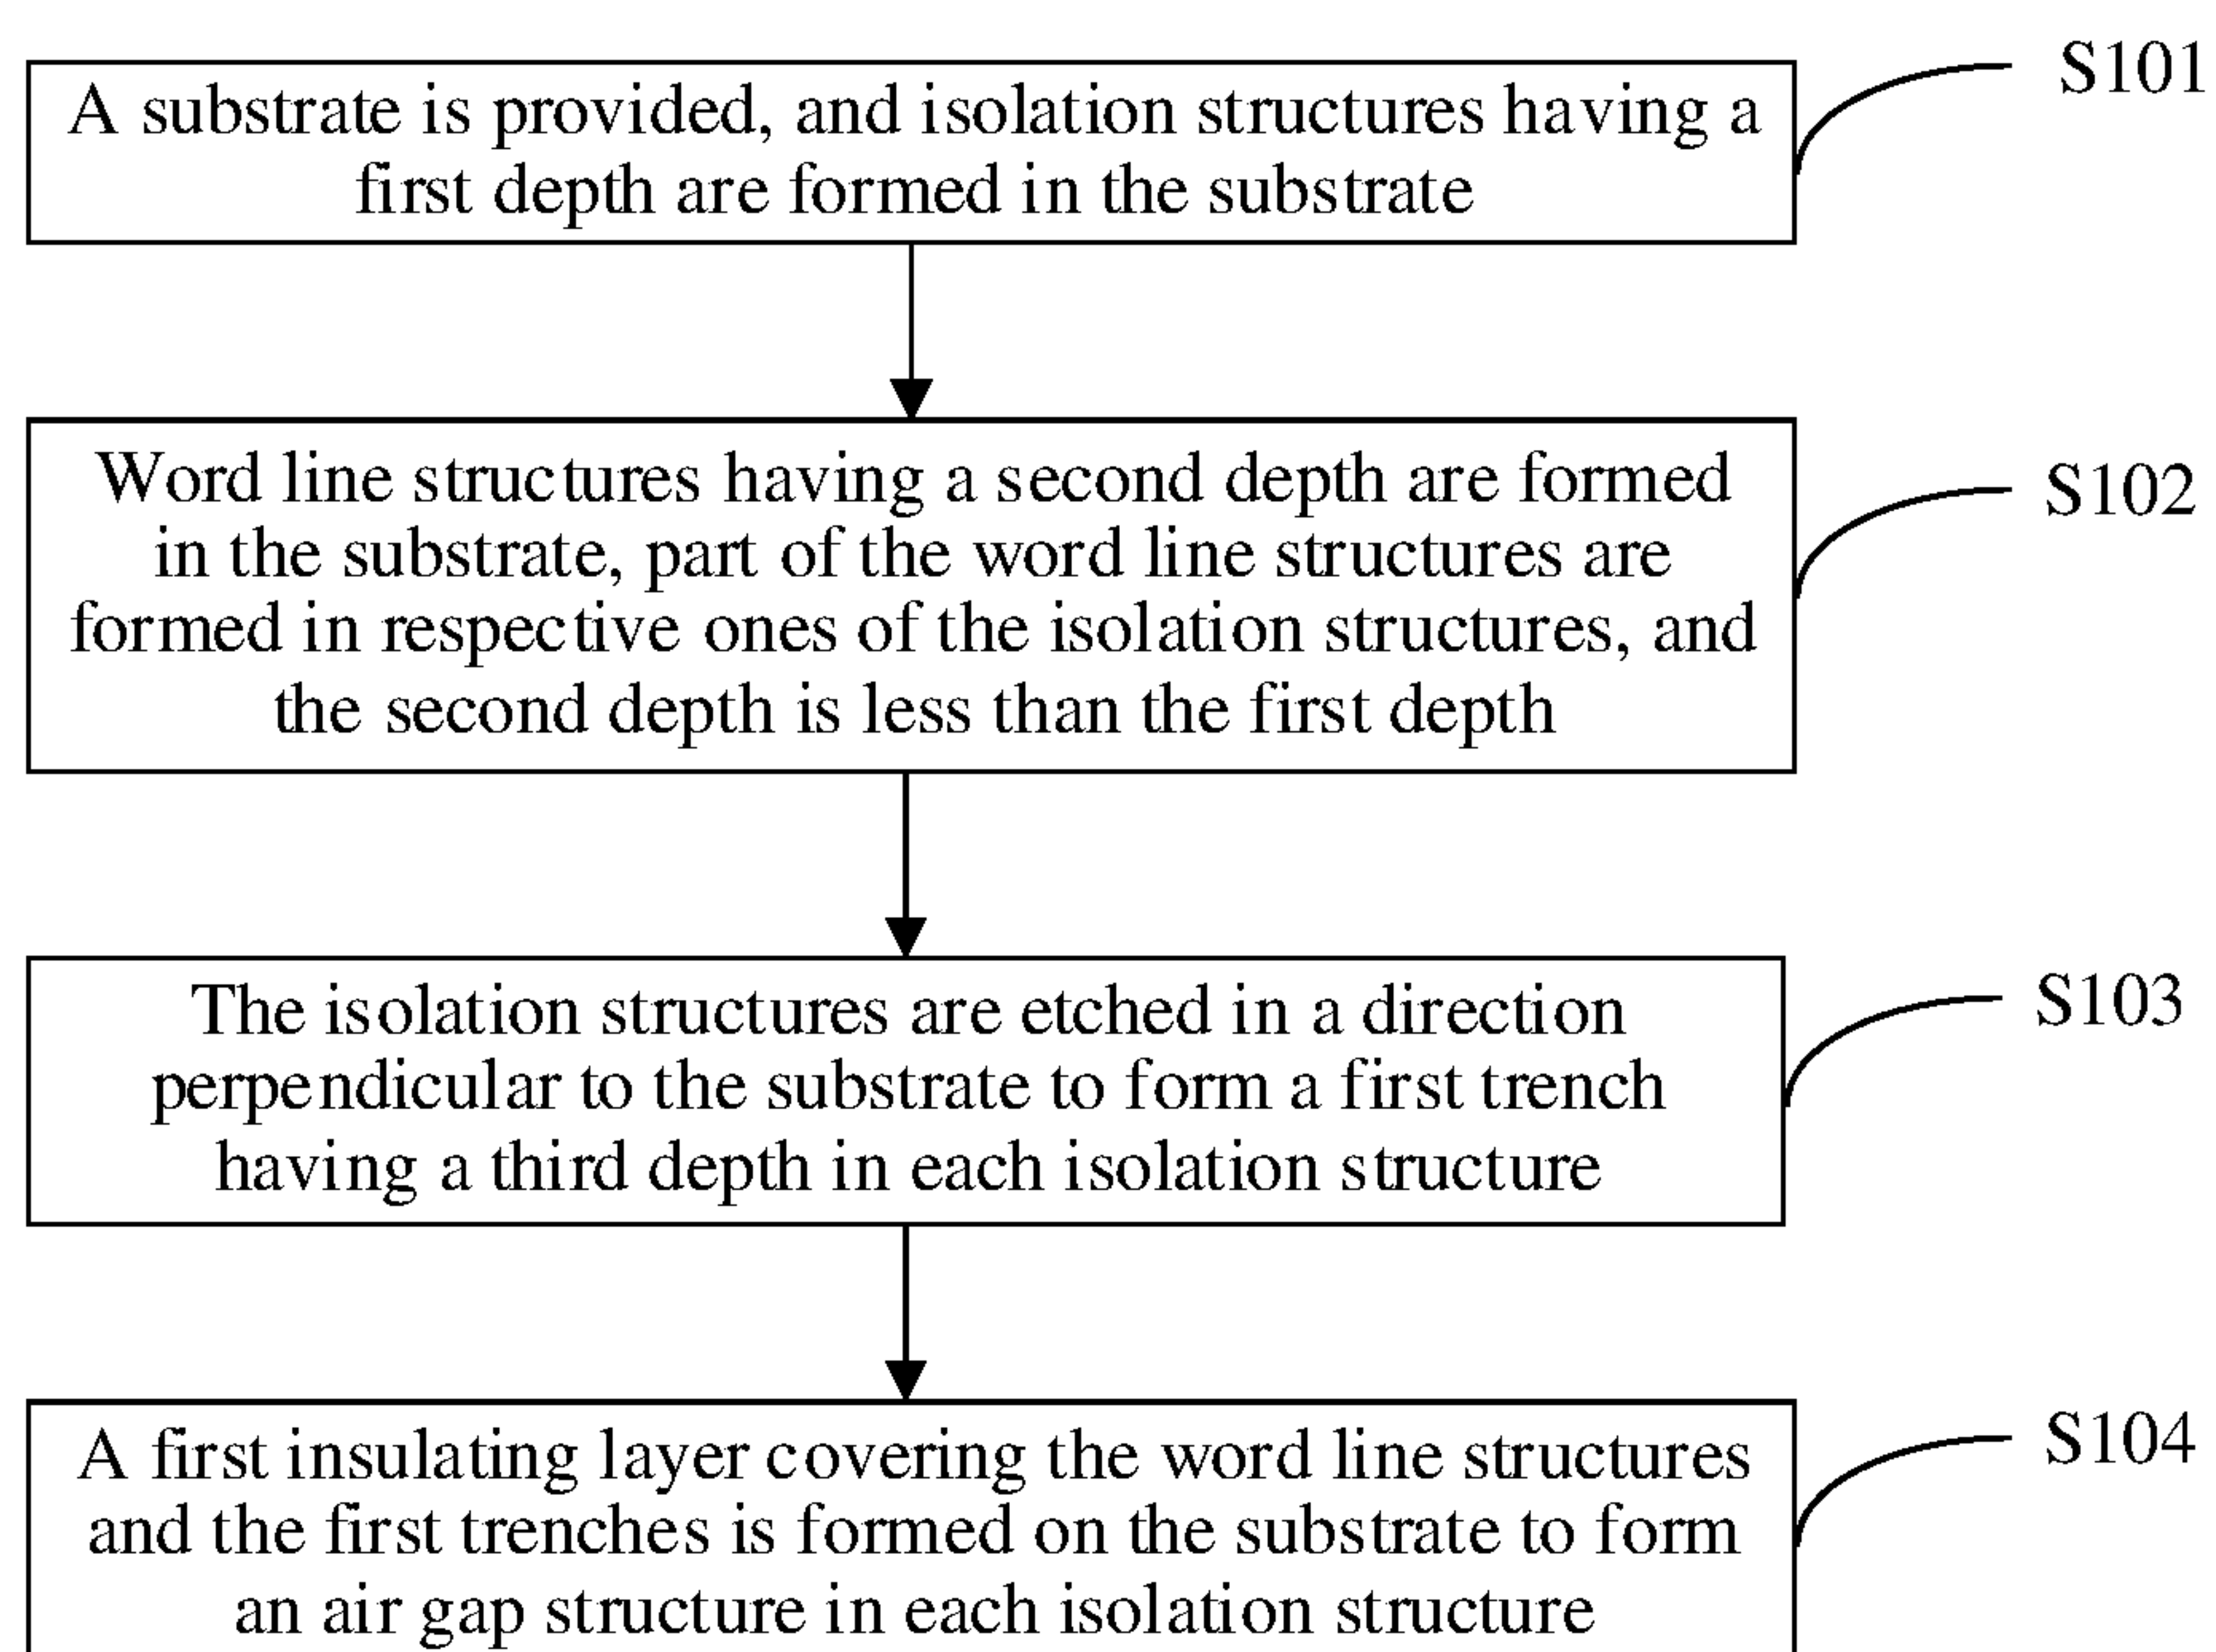 A substrate is provided, and isolation structures having a
first depth are formed in the substrate
S101
Word line structures having a second depth are formed
in the substrate, part of the word line structures are
formed in respective ones of the isolation structures, and
the second depth is less than the first depth
S102
The isolation structures are etched in a direction
perpendicular to the substrate to form a first trench
having a third depth in each isolation structure
S103
A first insulating layer covering the word line structures
and the first trenches is formed on the substrate to form
an air gap structure in each isolation structure
S104